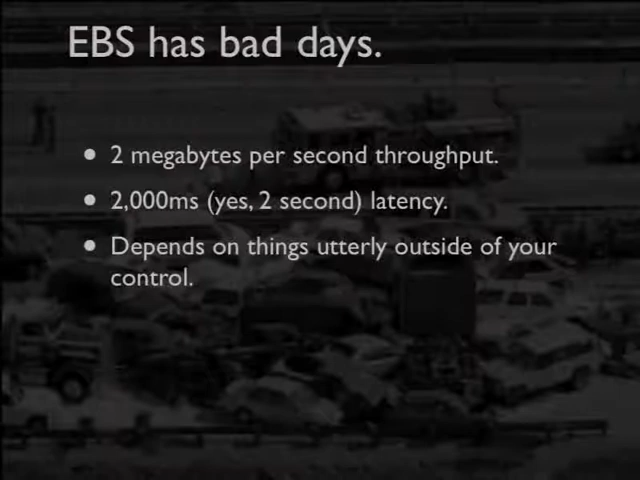 EBS has bad days.
• 2 megabytes per second throughput.
• 2,000ms (yes, 2 second) latency.
• Depends on things utterly outside of your
control.